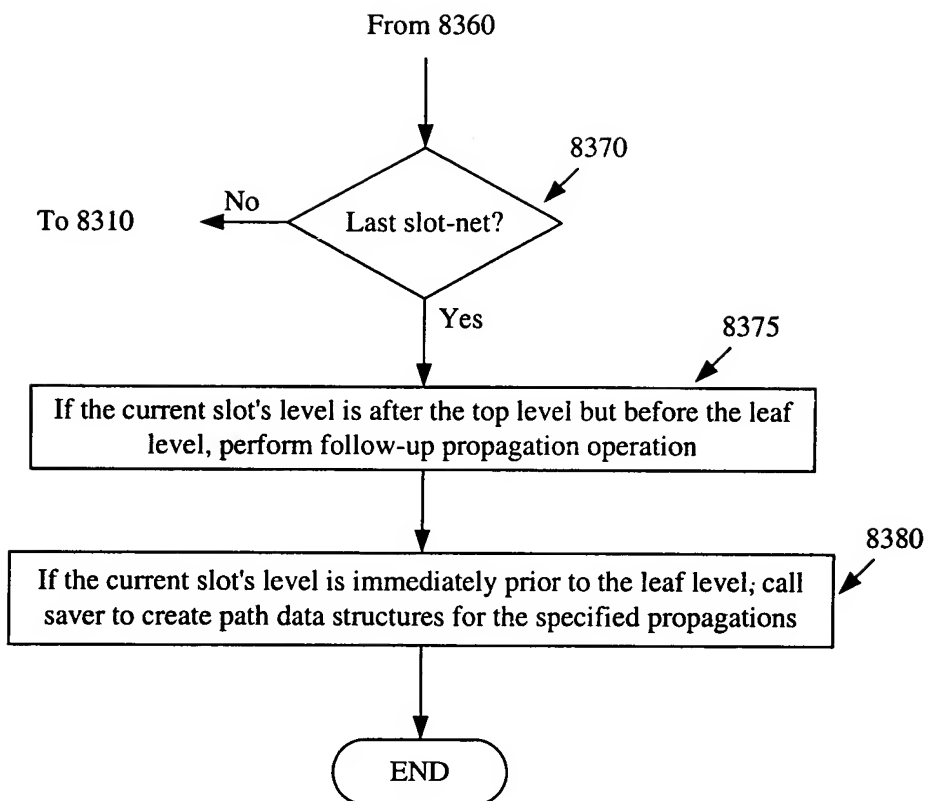 From 8360
8370
No
To 8310
Last slot-net?
Yes
8375
If the current slot's level is after the top level but before the leaf
level, perform follow-up propagation operation
8380
If the current slot's level is immediately prior to the leaf level, call
saver to create path data structures for the specified propagations
END